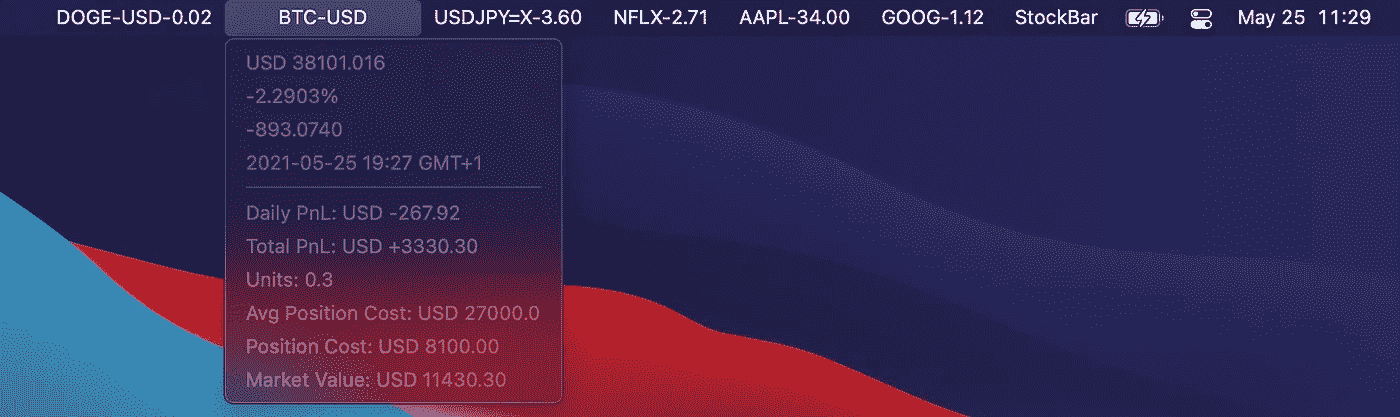 DOGE-USD-0.02 BTC-USD USDJPY=X-3.60 NFLX-2.71 AAPL-34.00 GOOG-1.12 StockBar May 25 11:29
USD 38101.016
-2.2903%
-893.0740
2021-05-25 19:27 GMT+1
Daily PnL: USD -267.92
Total PnL: USD +3330.30
Units: 0.3
Avg Position Cost: USD 27000.0
Position Cost: USD 8100.00
Market Value: USD 11430.30